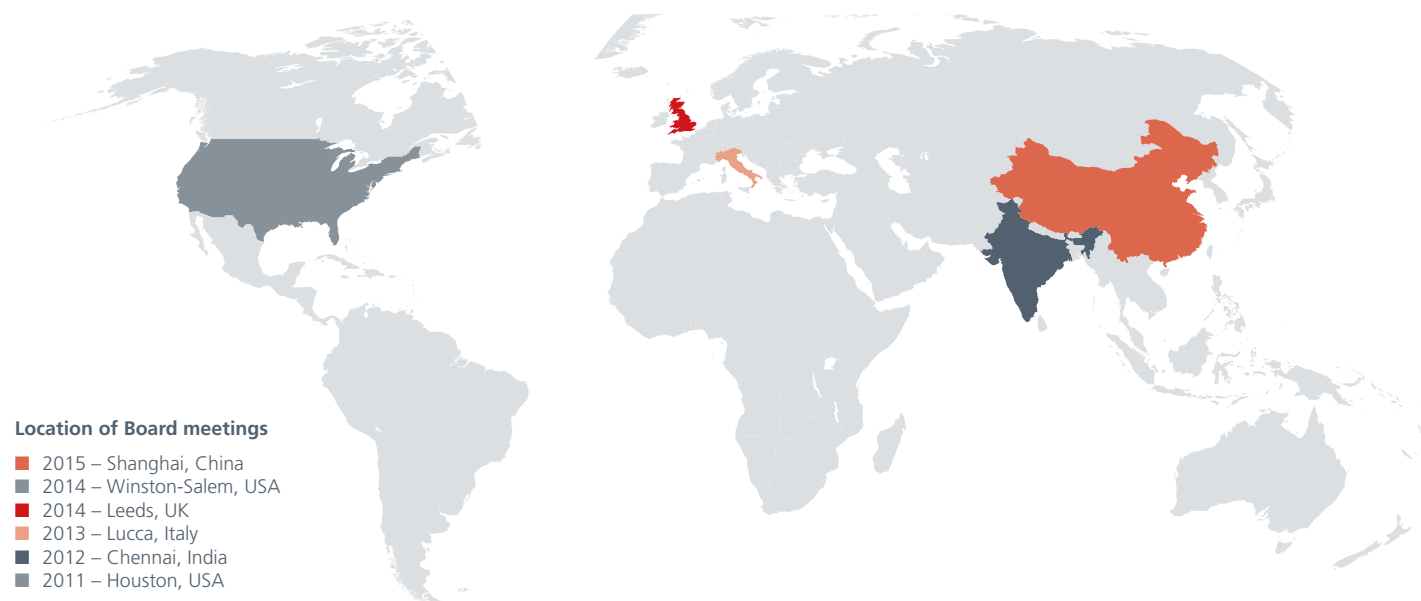 Location of Board meetings
2015 – Shanghai, China
2014 – Winston-Salem, USA
2014 – Leeds, UK
2013 – Lucca, Italy
2012 – Chennai, India
2011 – Houston, USA